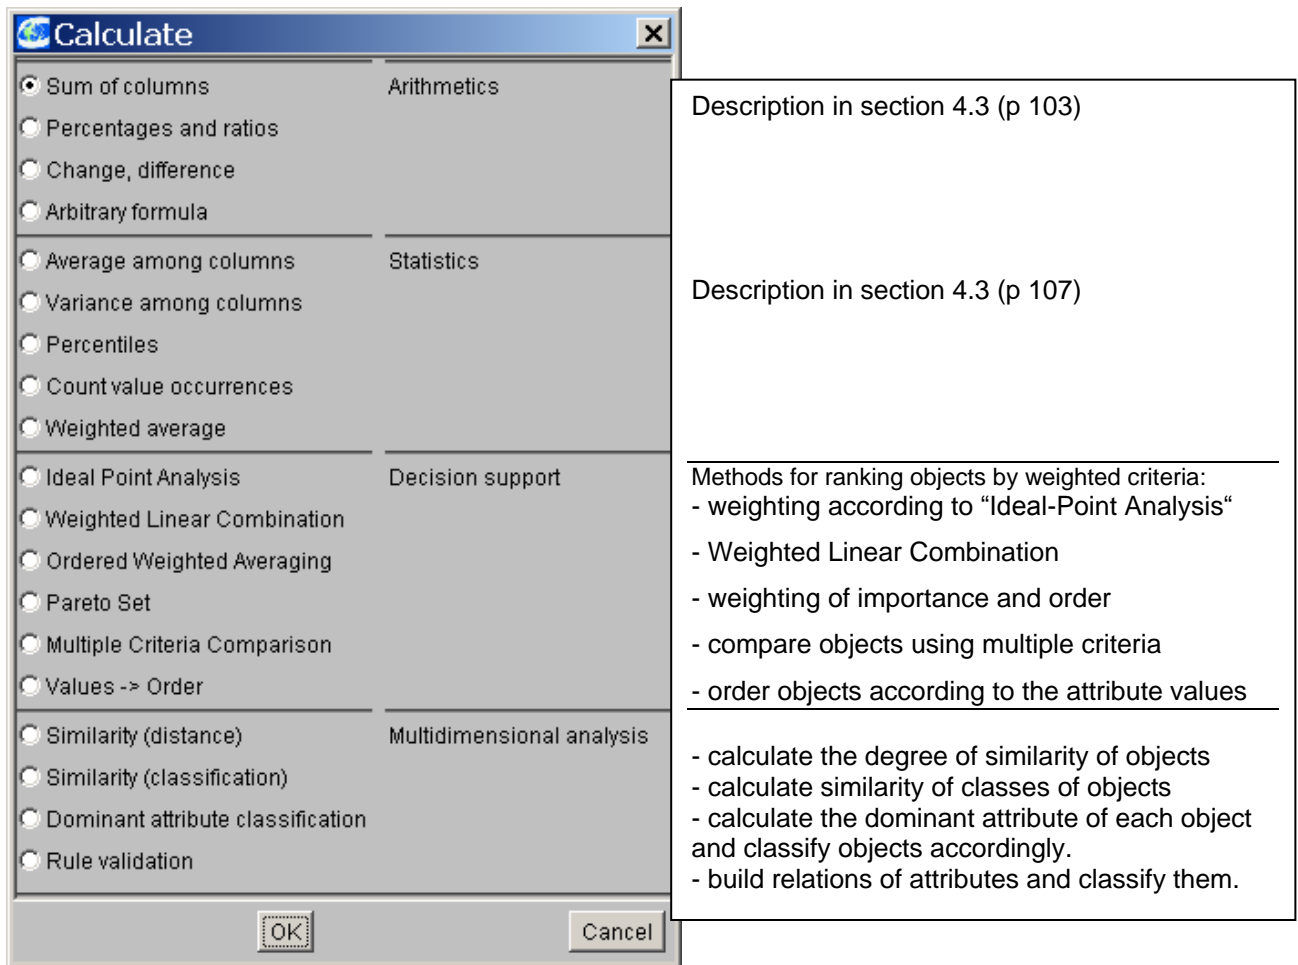 Calculate
Sum of columns Arithmetics
Percentages and ratios
Change, difference
Arbitrary formula
Average among columns Statistics
Variance among columns
Percentiles
Count value occurrences
Weighted average
Ideal Point Analysis Decision support
Weighted Linear Combination
Ordered Weighted Averaging
Pareto Set
Multiple Criteria Comparison
Values -> Order
Similarity (distance) Multidimensional analysis
Similarity (classification)
Dominant attribute classification
Rule validation
OK Cancel
Description in section 4.3 (p 103)
Description in section 4.3 (p 107)
Methods for ranking objects by weighted criteria:
- weighting according to “Ideal-Point Analysis“
- Weighted Linear Combination
- weighting of importance and order
- compare objects using multiple criteria
- order objects according to the attribute values
- calculate the degree of similarity of objects
- calculate similarity of classes of objects
- calculate the dominant attribute of each object
and classify objects accordingly.
- build relations of attributes and classify them.